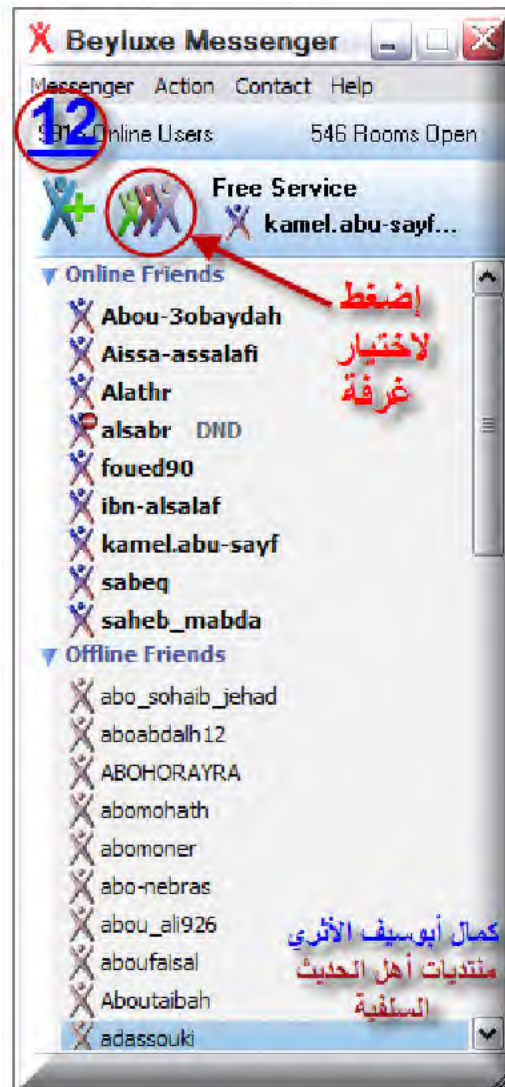 Beyluxe Messenger
Messenger Action Contact Help
12
Online Users 546 Rooms Open
Free Service
kamel.abu-sayf...
إضغط
لاختيار
غرفة
Online Friends
Abou-3obaydah
Aissa-assalafi
Alathr
alsabr DND
foued90
ibn-alsalaf
kamel.abu-sayf
sabeq
saheb_mabda
Offline Friends
abo_sohaib_jehad
aboabdalh12
ABOHORAYRA
abomohath
abomoner
abo-nebras
abou_ali926
aboufaisal
Aboutaibah
adassouki
كمال أبوسيف الأثري
منتديات أهل الحديث
السلفية